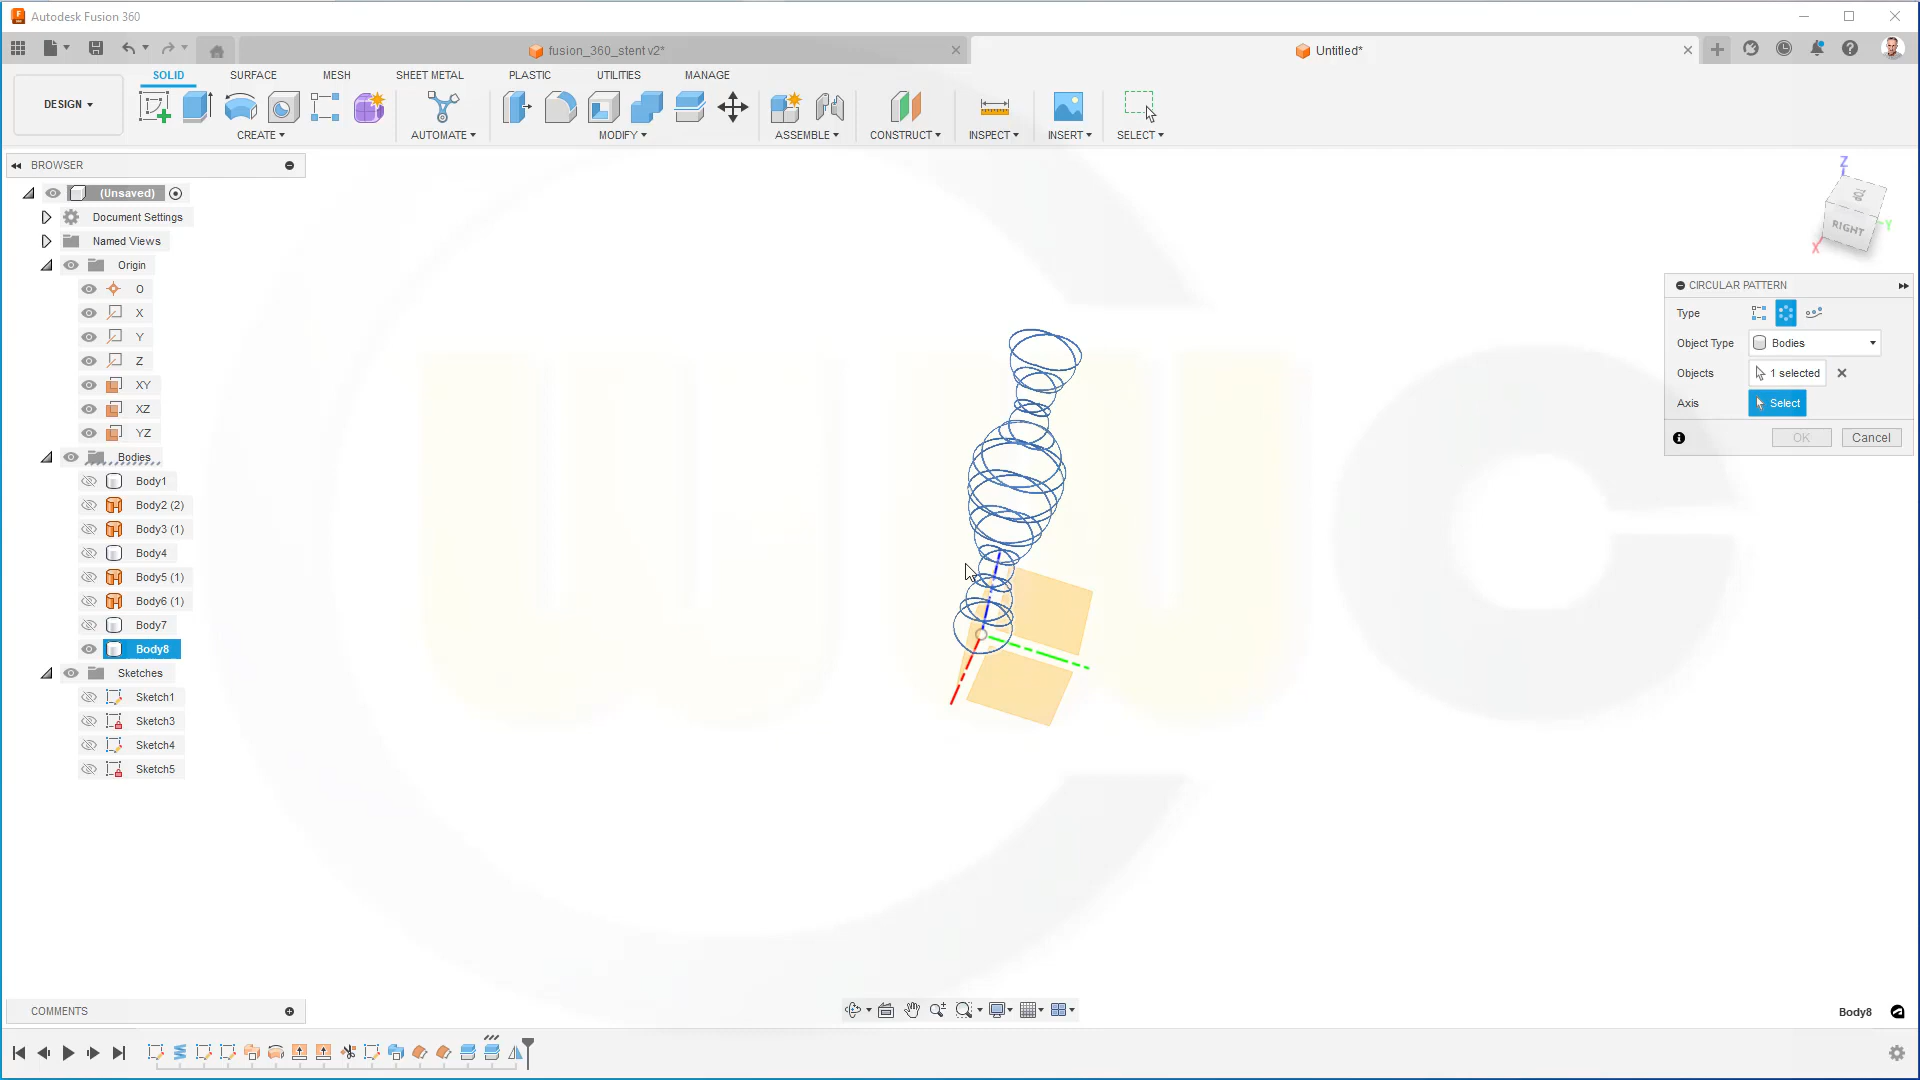 Autodesk Fusion 360
fusion_360_stent v2*
Untitled*
DESIGN
SOLID
SURFACE
MESH
SHEET METAL
PLASTIC
UTILITIES
MANAGE
CREATE
AUTOMATE
MODIFY
ASSEMBLE
CONSTRUCT
INSPECT
INSERT
SELECT
BROWSER
(Unsaved)
Document Settings
Named Views
Origin
O
X
Y
Z
XY
XZ
YZ
Bodies
Body1
Body2 (2)
Body3 (1)
Body4
Body5 (1)
Body6 (1)
Body7
Body8
Sketches
Sketch1
Sketch3
Sketch4
Sketch5
Z
TOP
RIGHT
Y
X
CIRCULAR PATTERN
Type
Object Type Bodies
Objects 1 selected
Axis Select
OK Cancel
COMMENTS
Body8